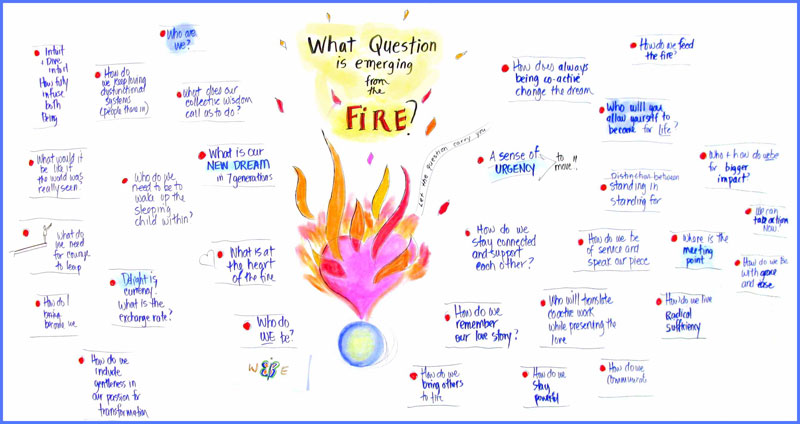 What Question
is emerging
from
the
FIRE?
Let the question carry you
Who are
we?
Intuit
How fully
infuse
both
Being
How do
we keep loving
dysfunctional
systems
(people there in)
What does our
collective wisdom
call us to do?
What would it
be like if
the world was
really seen
Who do we
need to be to
wake up the
sleeping
child within?
What is our
NEW DREAM
in 7 generations
what do
we need
for courage
to leap
Delight is
currency
what is the
exchange rate?
What is at
the heart
of the fire
How do I
being
become we
Who do
WE be?
How do we
include
gentleness in
our passion for
transformation
W BE E
How does always
being co-active
change the dream
How do we feed
the fire?
Who will you
allow yourself to
become for life?
A sense of
URGENCY
to
move!!
Distinction between
standing in
standing for
Who + how do we be
for bigger
impact?
We can
take action
NOW!
How do we
stay connected
and support
each other?
How do we be
of service and
speak our piece
Where is the
meeting
point
How do we be
with grace
and ease
How do we
remember
our love story?
Who will translate
coactive work
while preserving the
love
How do we live
Radical
sufficiency
How do we
bring others
to fire
How do we
stay
powerful
How do we